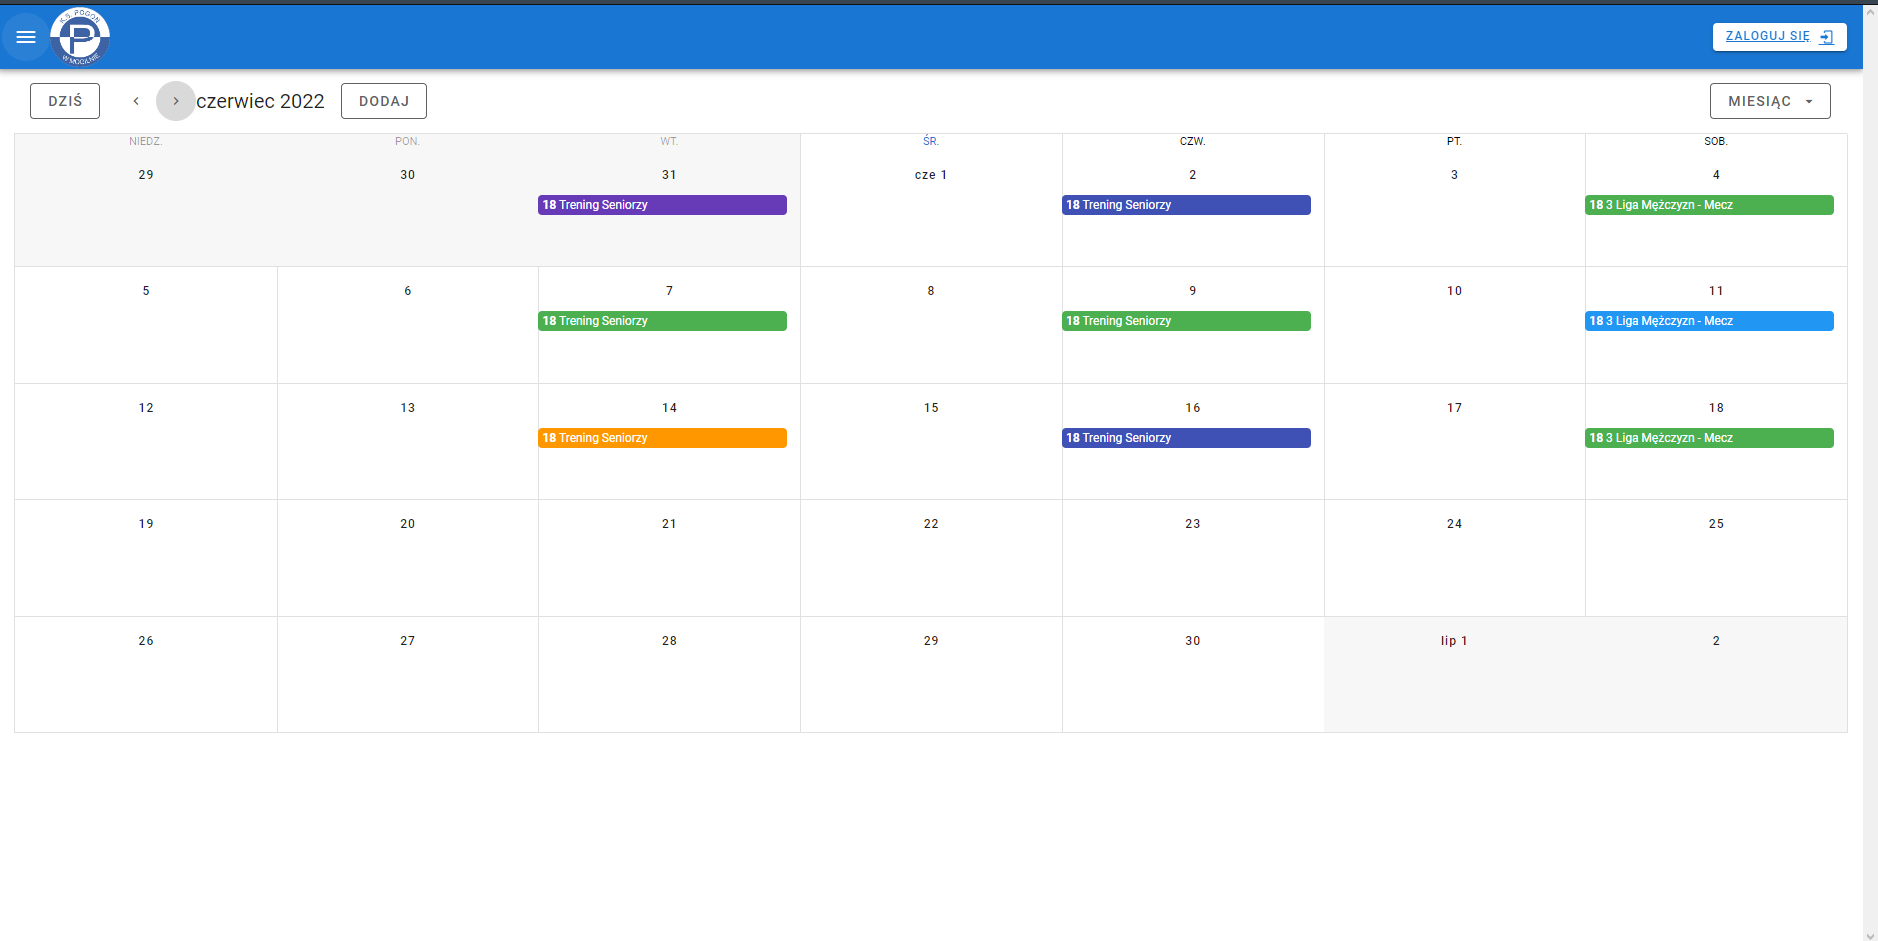 K.S. POGOŃ
P
W MOGILNIE
ZALOGUJ SIĘ
DZIŚ
czerwiec 2022
DODAJ
MIESIĄC
NIEDZ. PON. WT. ŚR. CZW. PT. SOB.
29 30 31 cze 1 2 3 4
18 Trening Seniorzy 18 Trening Seniorzy 18 3 Liga Mężczyzn - Mecz
5 6 7 8 9 10 11
18 Trening Seniorzy 18 Trening Seniorzy 18 3 Liga Mężczyzn - Mecz
12 13 14 15 16 17 18
18 Trening Seniorzy 18 Trening Seniorzy 18 3 Liga Mężczyzn - Mecz
19 20 21 22 23 24 25
26 27 28 29 30 lip 1 2